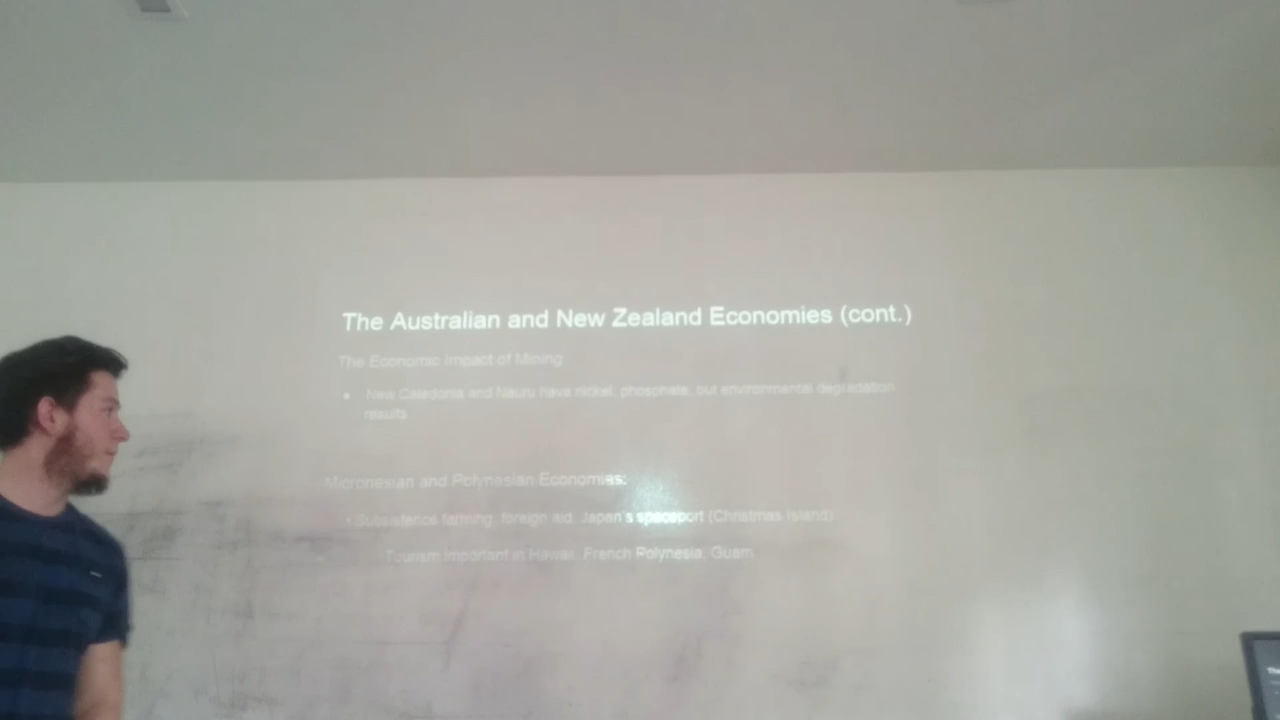 The Australian and New Zealand Economies (cont.)
The Economic Impact of Mining
• New Caledonia and Nauru have nickel, phosphate, but environmental degradation
results
Micronesian and Polynesian Economies:
• Subsistence farming, foreign aid, Japan's spaceport (Christmas Island)
Tourism important in Hawaii, French Polynesia, Guam